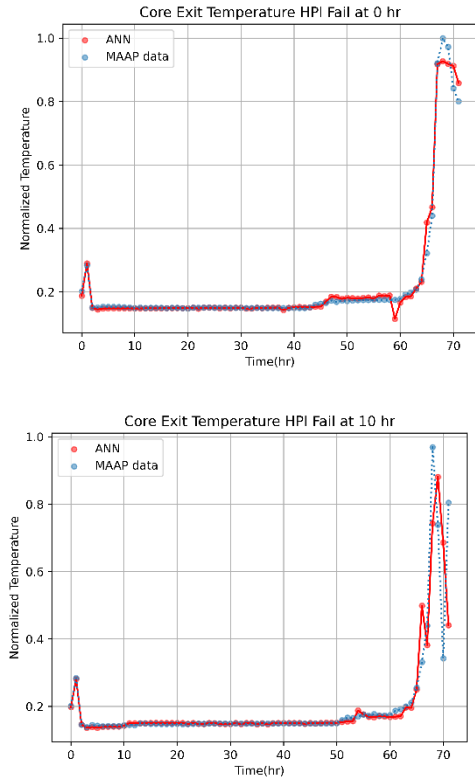 Core Exit Temperature HPI Fail at 0 hr
1.0
ANN
MAAP data
0.8
0.6
0.4
0.2
Normalized Temperature
0 10 20 30 40 50 60 70
Time(hr)
Core Exit Temperature HPI Fail at 10 hr
1.0
ANN
MAAP data
0.8
0.6
0.4
0.2
Normalized Temperature
0 10 20 30 40 50 60 70
Time(hr)